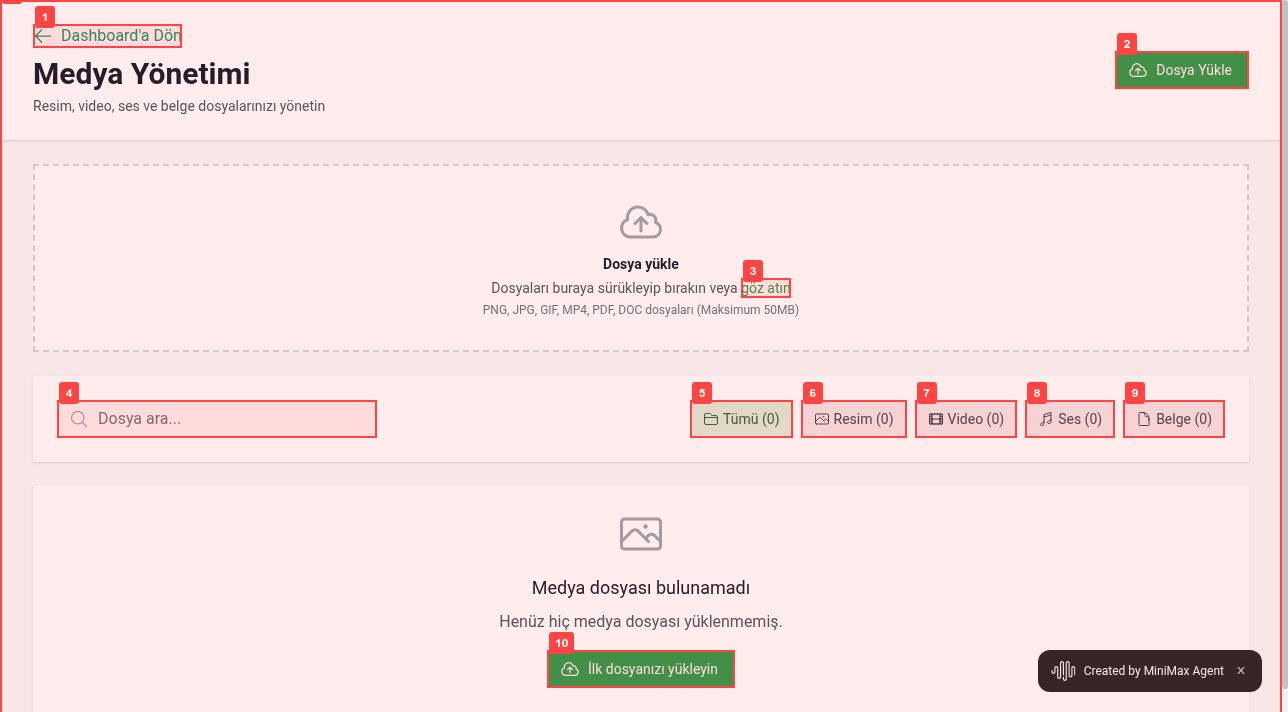 1
Dashboard'a Dön
Medya Yönetimi
Resim, video, ses ve belge dosyalarınızı yönetin
2
Dosya Yükle
Dosya yükle
3
Dosyaları buraya sürükleyip bırakın veya göz atın
PNG, JPG, GIF, MP4, PDF, DOC dosyaları (Maksimum 50MB)
4
Dosya ara...
5
Tümü (0)
6
Resim (0)
7
Video (0)
8
Ses (0)
9
Belge (0)
Medya dosyası bulunamadı
Henüz hiç medya dosyası yüklenmemiş.
10
İlk dosyanızı yükleyin
Created by MiniMax Agent ×